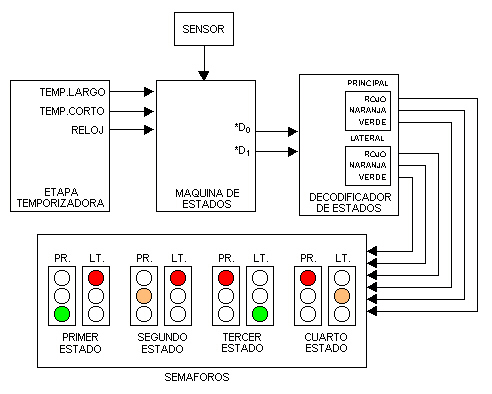 SENSOR
TEMP.LARGO
TEMP.CORTO
RELOJ
ETAPA
TEMPORIZADORA
*D0
*D1
MAQUINA DE
ESTADOS
PRINCIPAL
ROJO
NARANJA
VERDE
LATERAL
ROJO
NARANJA
VERDE
DECODIFICADOR
DE ESTADOS
PR. LT. PR. LT. PR. LT. PR. LT.
PRIMER
ESTADO
SEGUNDO
ESTADO
TERCER
ESTADO
CUARTO
ESTADO
SEMAFOROS